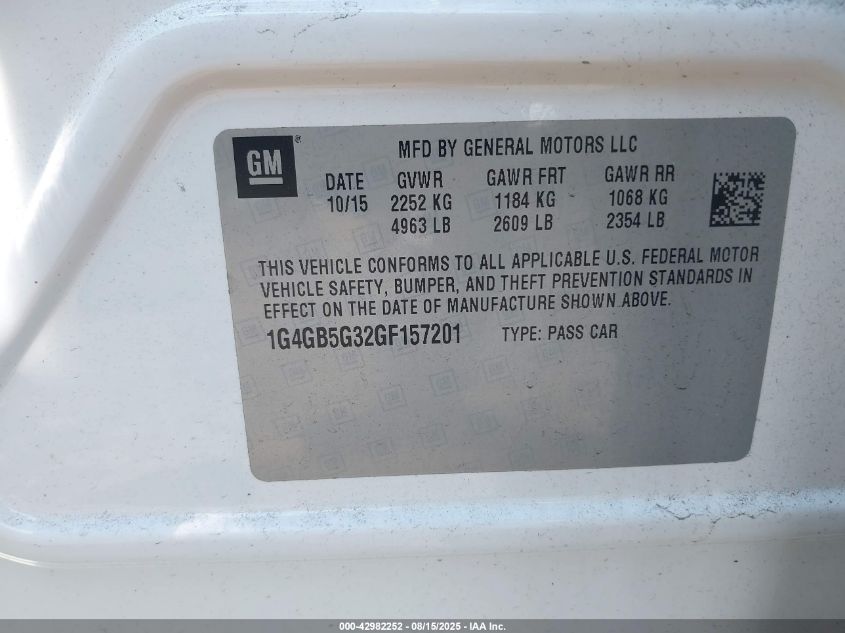 GM ®
MFD BY GENERAL MOTORS LLC
DATE GVWR GAWR FRT GAWR RR
10/15 2252 KG 1184 KG 1068 KG
4963 LB 2609 LB 2354 LB
THIS VEHICLE CONFORMS TO ALL APPLICABLE U.S. FEDERAL MOTOR
VEHICLE SAFETY, BUMPER, AND THEFT PREVENTION STANDARDS IN
EFFECT ON THE DATE OF MANUFACTURE SHOWN ABOVE.
1G4GB5G32GF157201 TYPE: PASS CAR
000-42982252 - 08/15/2025 - IAA Inc.